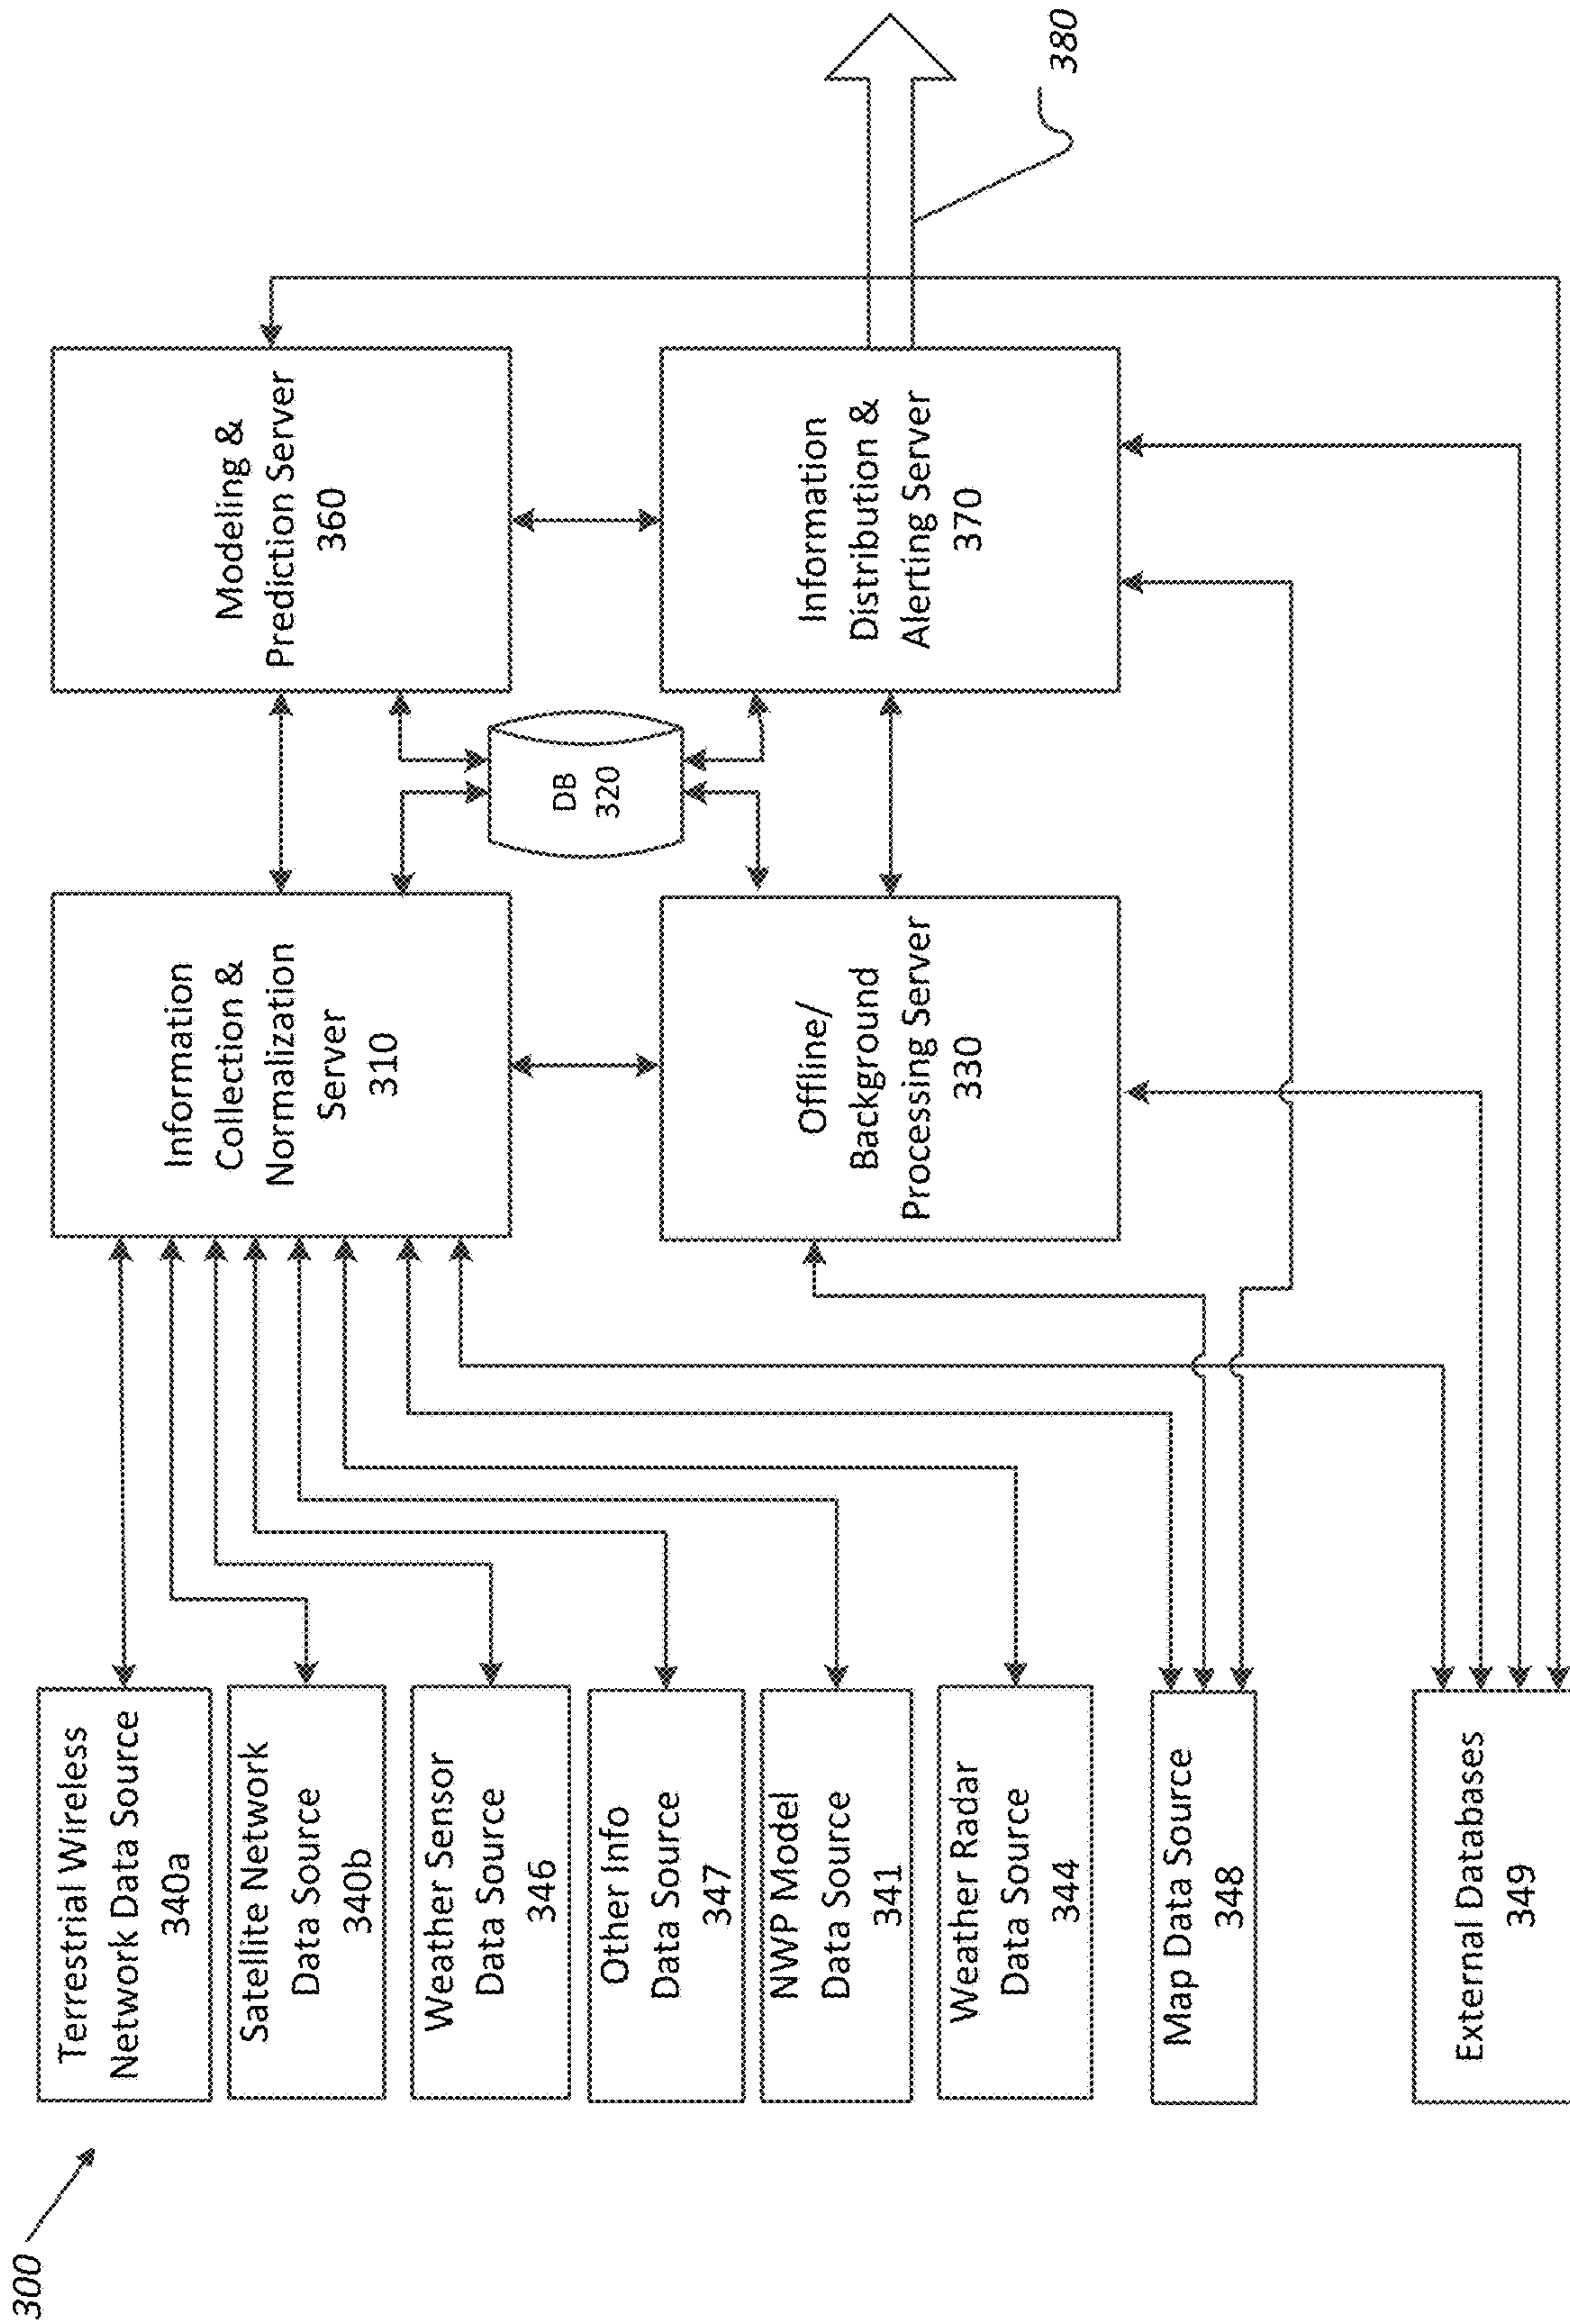 300
Terrestrial Wireless
Network Data Source
340a
Satellite Network
Data Source
340b
Weather Sensor
Data Source
346
Other Info
Data Source
347
NWP Model
Data Source
341
Weather Radar
Data Source
344
Map Data Source
348
External Databases
349
Information
Collection &
Normalization
Server
310
Offline/
Background
Processing Server
330
DB
320
Modeling &
Prediction Server
360
Information
Distribution &
Alerting Server
370
380